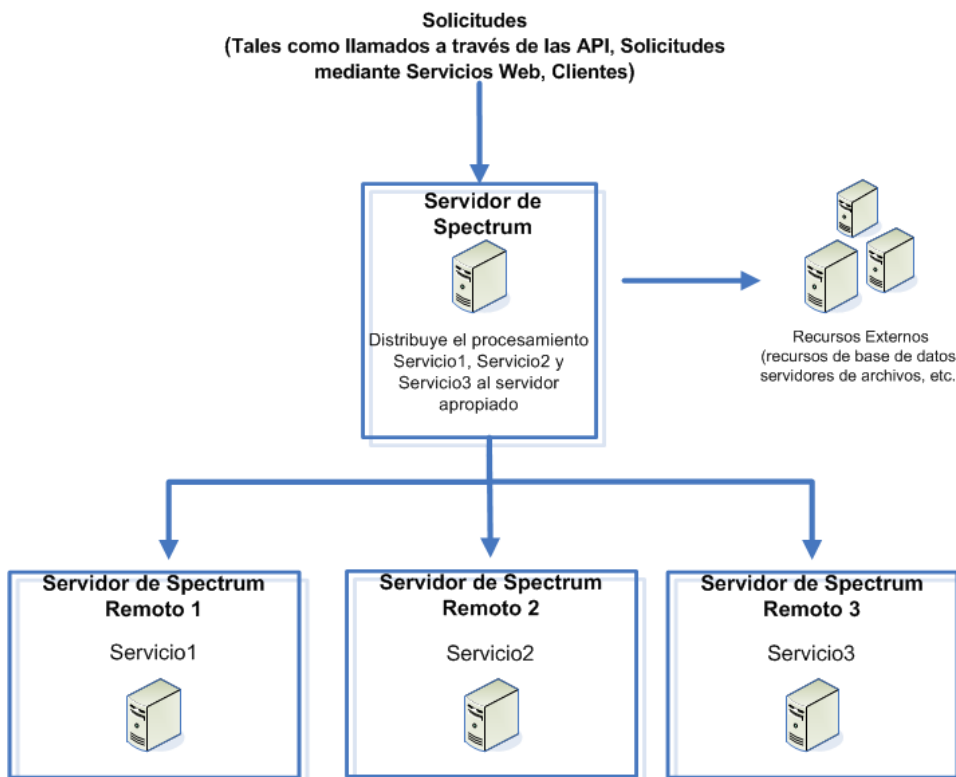 Solicitudes
(Tales como llamados a través de las API, Solicitudes
mediante Servicios Web, Clientes)
Servidor de
Spectrum
Distribuye el procesamiento
Servicio1, Servicio2 y
Servicio3 al servidor
apropiado
Recursos Externos
(recursos de base de datos
servidores de archivos, etc.
Servidor de Spectrum
Remoto 1
Servicio1
Servidor de Spectrum
Remoto 2
Servicio2
Servidor de Spectrum
Remoto 3
Servicio3